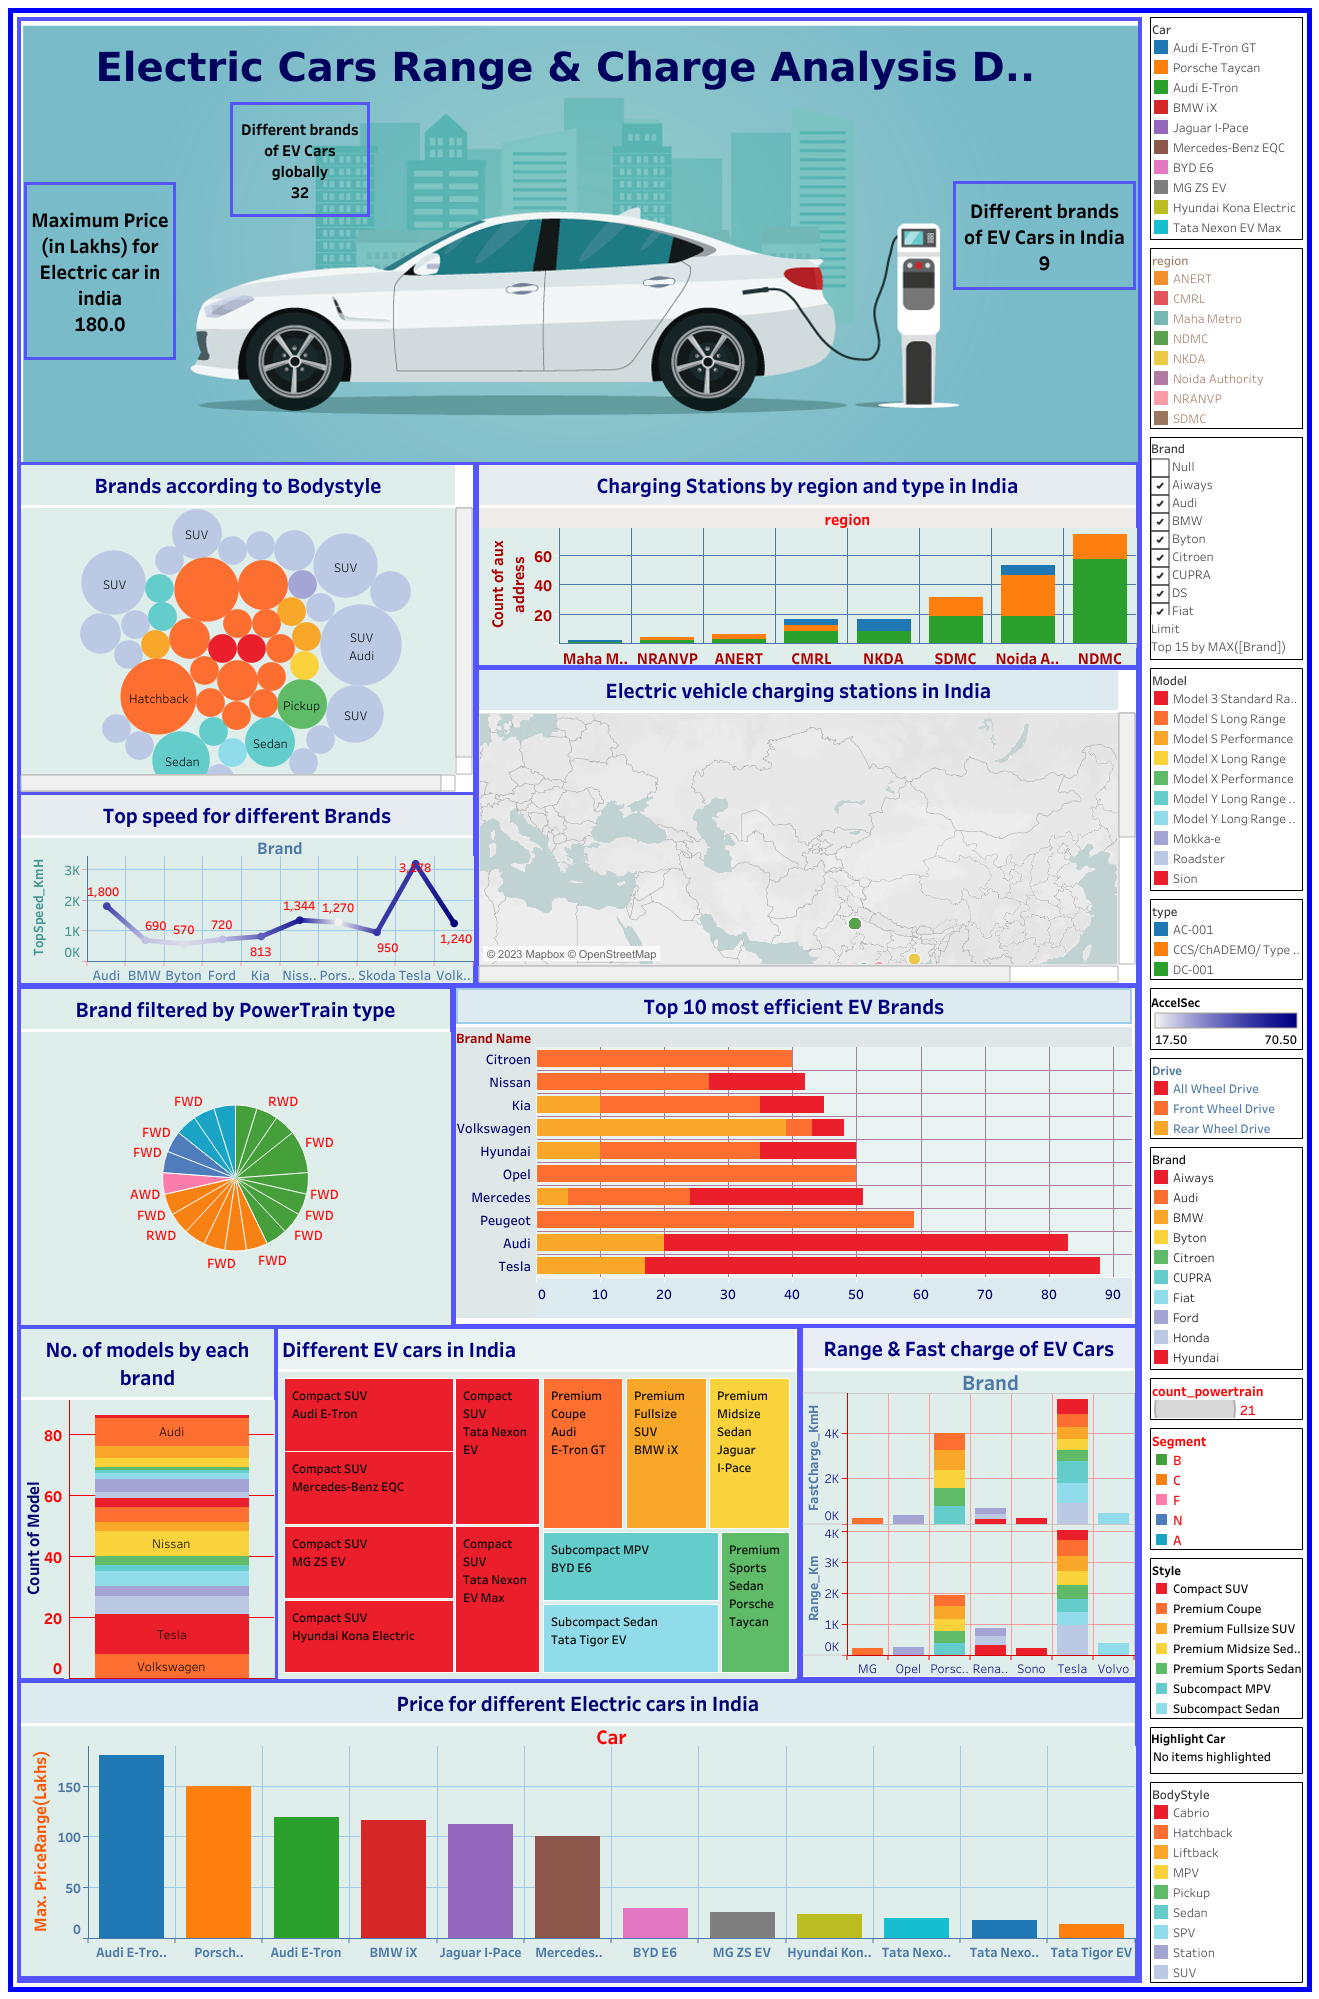 Electric Cars Range & Charge Analysis D..
Different brands
of EV Cars
globally
32
Maximum Price
(in Lakhs) for
Electric car in
india
180.0
Different brands
of EV Cars in India
9
Brands according to Bodystyle
SUV
SUV
SUV
SUV
Audi
Hatchback
Pickup
SUV
Sedan
Sedan
Charging Stations by region and type in India
region
Count of aux
address
60
40
20
Maha M..
NRANVP
ANERT
CMRL
NKDA
SDMC
Noida A..
NDMC
Electric vehicle charging stations in India
© 2023 Mapbox © OpenStreetMap
Top speed for different Brands
Brand
TopSpeed_KmH
3K
2K
1K
0K
1,800
690
570
720
813
1,344
1,270
950
1,240
Audi
BMW
Byton
Ford
Kia
Niss..
Pors..
Skoda
Tesla
Volk..
Brand filtered by PowerTrain type
FWD
RWD
FWD
FWD
FWD
FWD
AWD
FWD
FWD
FWD
RWD
FWD
FWD
FWD
Top 10 most efficient EV Brands
Brand Name
Citroen
Nissan
Kia
Volkswagen
Hyundai
Opel
Mercedes
Peugeot
Audi
Tesla
0
10
20
30
40
50
60
70
80
90
No. of models by each
brand
Count of Model
80
60
40
20
0
Audi
Nissan
Tesla
Volkswagen
Different EV cars in India
Compact SUV
Audi E-Tron
Compact SUV
Mercedes-Benz EQC
Compact SUV
MG ZS EV
Compact SUV
Hyundai Kona Electric
Compact
SUV
Tata Nexon
EV
Compact
SUV
Tata Nexon
EV Max
Premium
Coupe
Audi
E-Tron GT
Premium
Fullsize
SUV
BMW iX
Premium
Midsize
Sedan
Jaguar
I-Pace
Subcompact MPV
BYD E6
Subcompact Sedan
Tata Tigor EV
Premium
Sports
Sedan
Porsche
Taycan
Range & Fast charge of EV Cars
Brand
FastCharge_KmH
4K
2K
0K
Range_Km
4K
3K
2K
1K
0K
MG
Opel
Porsc..
Rena..
Sono
Tesla
Volvo
Price for different Electric cars in India
Car
Max. PriceRange(Lakhs)
150
100
50
0
Audi E-Tro..
Porsch..
Audi E-Tron
BMW iX
Jaguar I-Pace
Mercedes..
BYD E6
MG ZS EV
Hyundai Kon..
Tata Nexo..
Tata Nexo..
Tata Tigor EV
Car
Audi E-Tron GT
Porsche Taycan
Audi E-Tron
BMW iX
Jaguar I-Pace
Mercedes-Benz EQC
BYD E6
MG ZS EV
Hyundai Kona Electric
Tata Nexon EV Max
region
ANERT
CMRL
Maha Metro
NDMC
NKDA
Noida Authority
NRANVP
SDMC
Brand
Null
Aiways
Audi
BMW
Byton
Citroen
CUPRA
DS
Fiat
Limit
Top 15 by MAX([Brand])
Model
Model 3 Standard Ra..
Model S Long Range
Model S Performance
Model X Long Range
Model X Performance
Model Y Long Range ..
Model Y Long Range ..
Mokka-e
Roadster
Sion
type
AC-001
CCS/ChADEMO/ Type ..
DC-001
AccelSec
17.50
70.50
Drive
All Wheel Drive
Front Wheel Drive
Rear Wheel Drive
Brand
Aiways
Audi
BMW
Byton
Citroen
CUPRA
Fiat
Ford
Honda
Hyundai
count_powertrain
21
Segment
B
C
F
N
A
Style
Compact SUV
Premium Coupe
Premium Fullsize SUV
Premium Midsize Sed..
Premium Sports Sedan
Subcompact MPV
Subcompact Sedan
Highlight Car
No items highlighted
BodyStyle
Cabrio
Hatchback
Liftback
MPV
Pickup
Sedan
SPV
Station
SUV